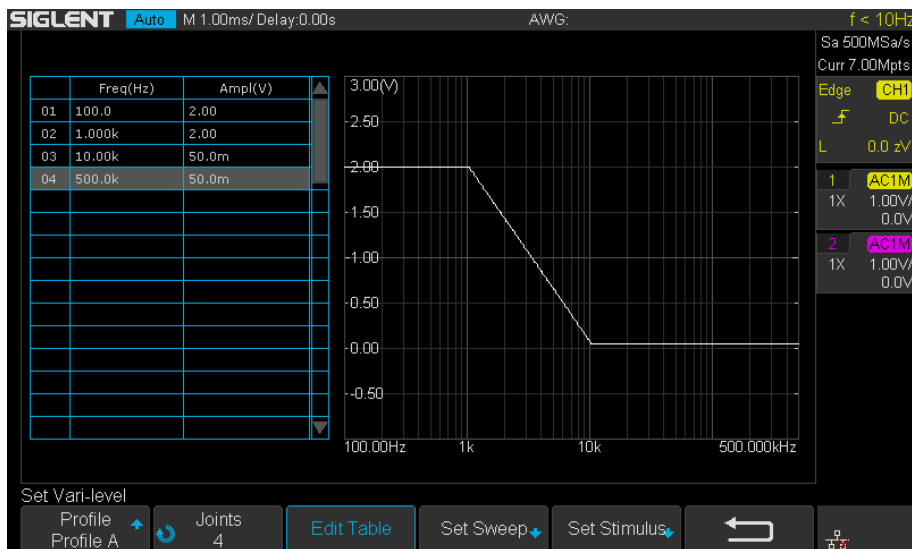 SIGLENT Auto M 1.00ms/ Delay:0.00s AWG: f < 10Hz
Sa 500MSa/s
Curr 7.00Mpts
Edge CH1
DC
L 0.0 zV
1 AC1M
1X 1.00V/
0.0V
2 AC1M
1X 1.00V/
0.0V
Freq(Hz) Ampl(V)
01 100.0 2.00
02 1.000k 2.00
03 10.00k 50.0m
04 500.0k 50.0m
3.00(V)
2.50
2.00
1.50
1.00
0.50
0.00
-0.50
100.00Hz 1k 10k 500.000kHz
Set Vari-level
Profile
Profile A
Joints
4
Edit Table
Set Sweep
Set Stimulus